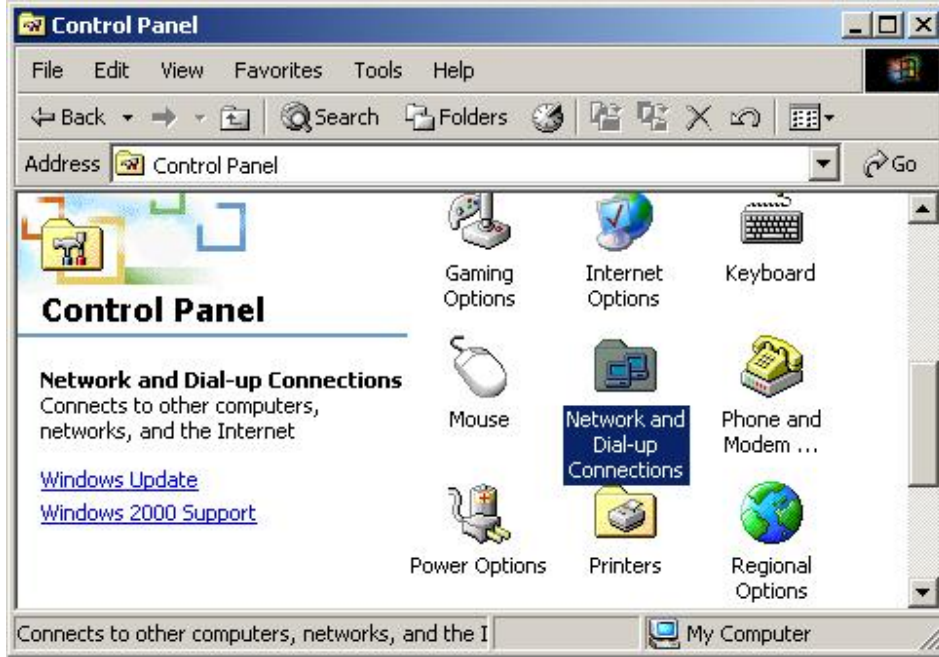 Control Panel
File Edit View Favorites Tools Help
Back Search Folders
Address Control Panel Go
Control Panel
Network and Dial-up Connections
Connects to other computers,
networks, and the Internet
Windows Update
Windows 2000 Support
Gaming
Options
Internet
Options
Keyboard
Mouse
Network and
Dial-up
Connections
Phone and
Modem ...
Power Options
Printers
Regional
Options
Connects to other computers, networks, and the I
My Computer